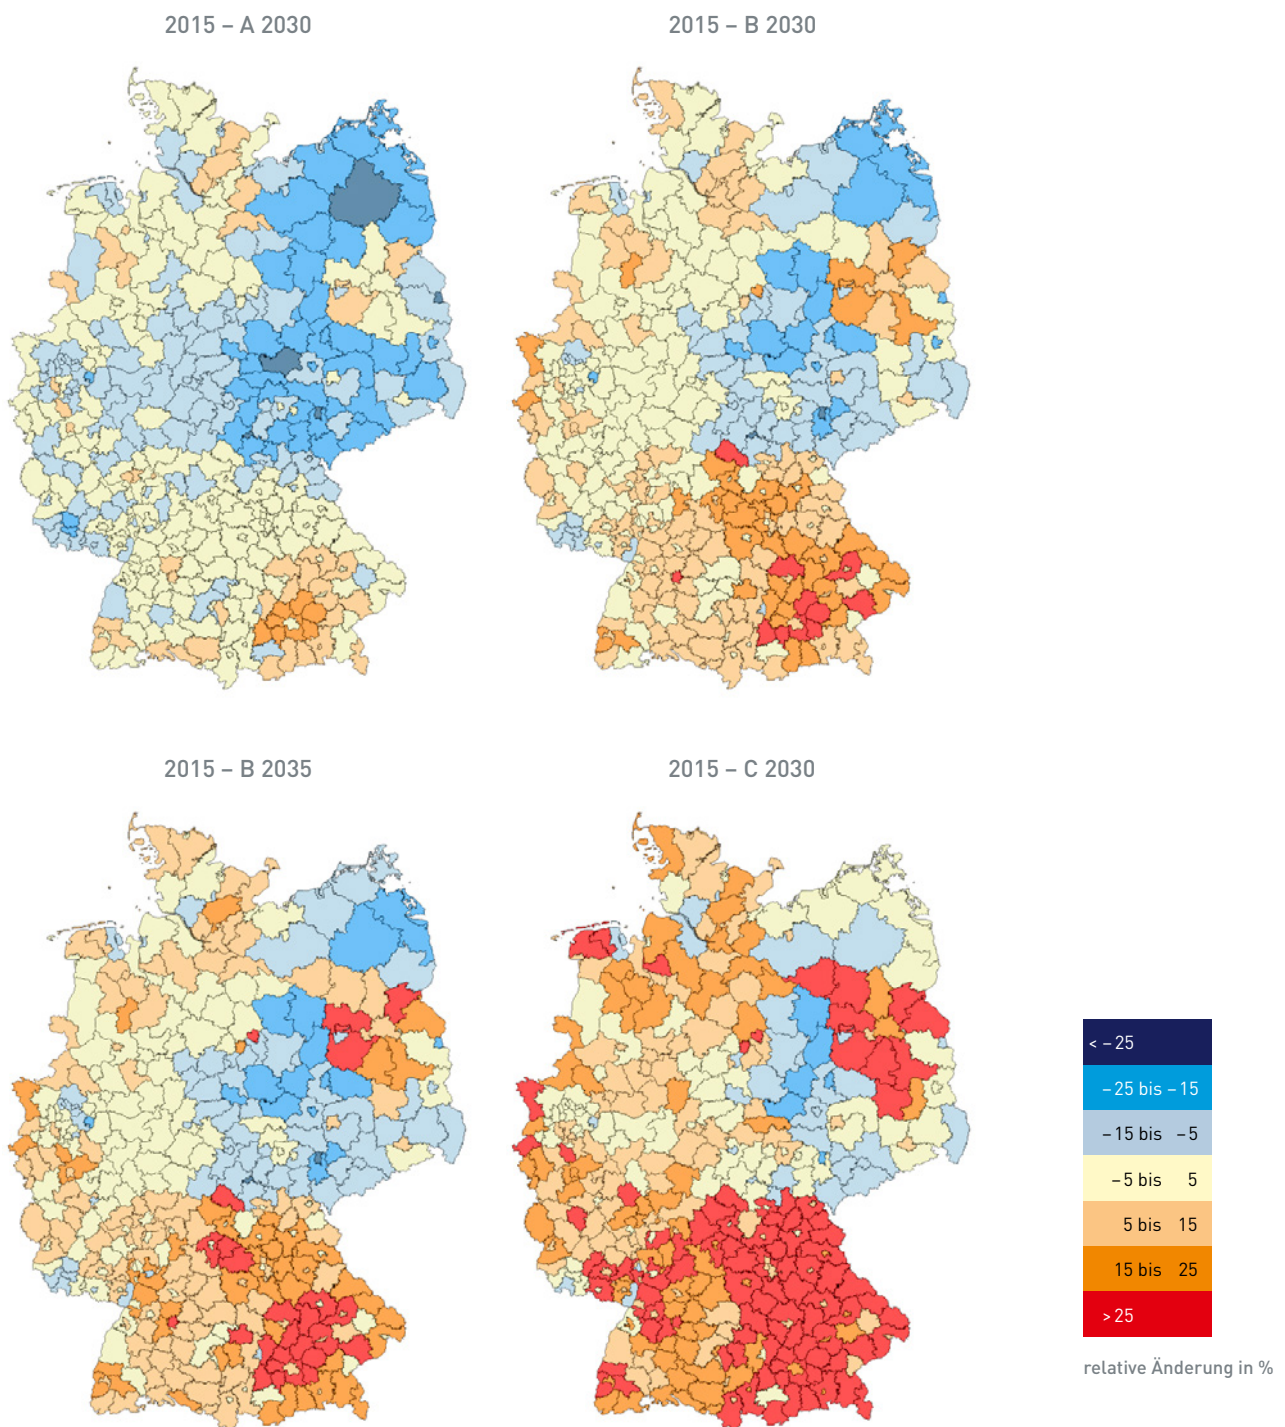 2015 – A 2030
2015 – B 2030
2015 – B 2035
2015 – C 2030
< – 25
– 25 bis – 15
– 15 bis – 5
– 5 bis 5
5 bis 15
15 bis 25
> 25
relative Änderung in %